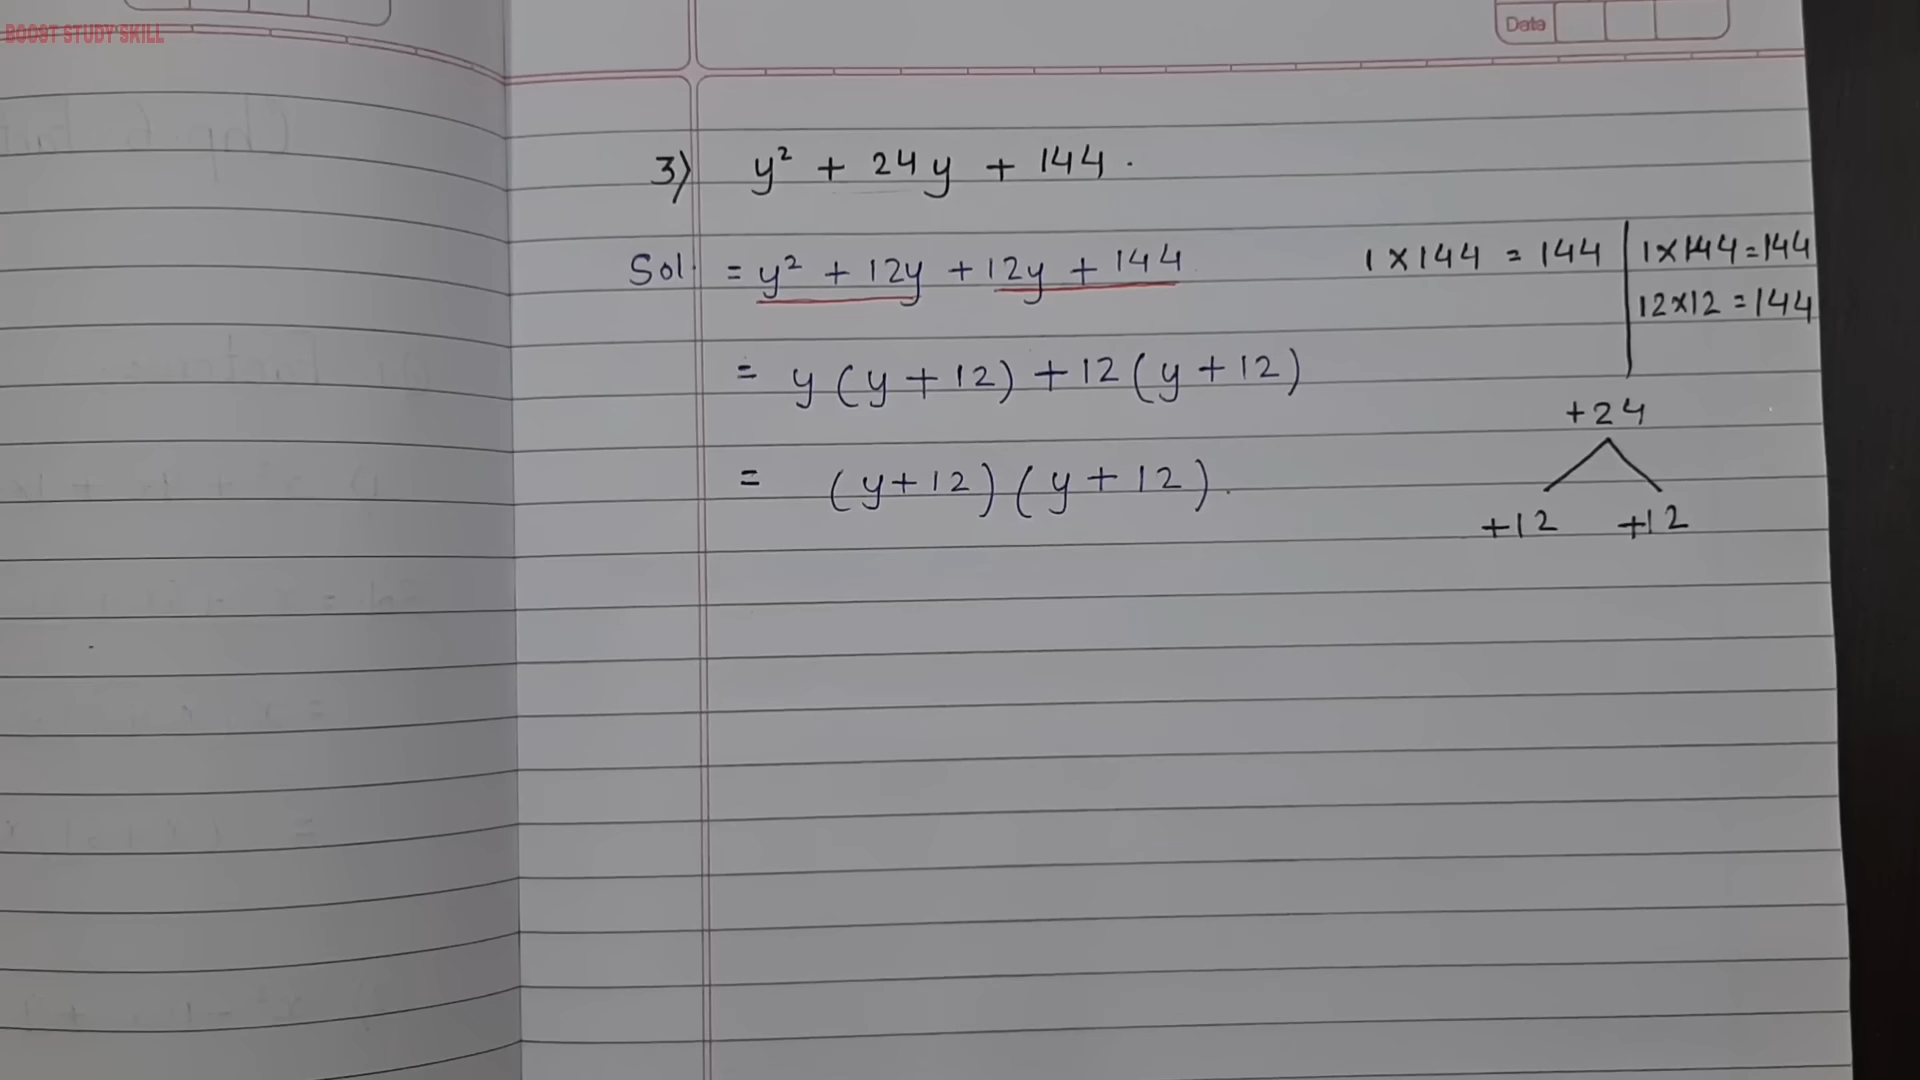 BOOST STUDY SKILL
Data
3) y² + 24y + 144.
Sol. = y² + 12y + 12y + 144
1 x 144 = 144
1 x 144 = 144
12 x 12 = 144
= y (y + 12) + 12 (y + 12)
+24
= (y+12) (y + 12).
+12 +12